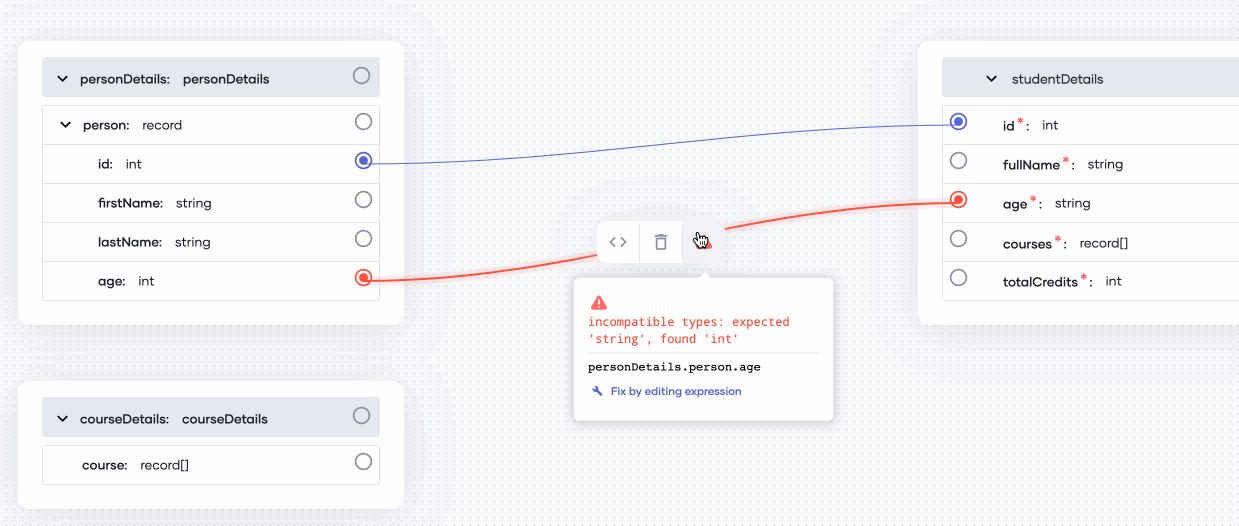 personDetails: personDetails
person: record
id: int
firstName: string
lastName: string
age: int
courseDetails: courseDetails
course: record[]
<>
incompatible types: expected
'string', found 'int'
personDetails.person.age
Fix by editing expression
studentDetails
id*: int
fullName*: string
age*: string
courses*: record[]
totalCredits*: int